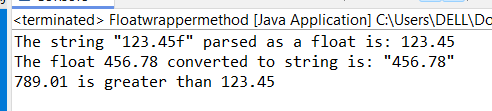 <terminated> Floatwrappermethod [Java Application] C:\Users\DELL\Do
The string "123.45f" parsed as a float is: 123.45
The float 456.78 converted to string is: "456.78"
789.01 is greater than 123.45